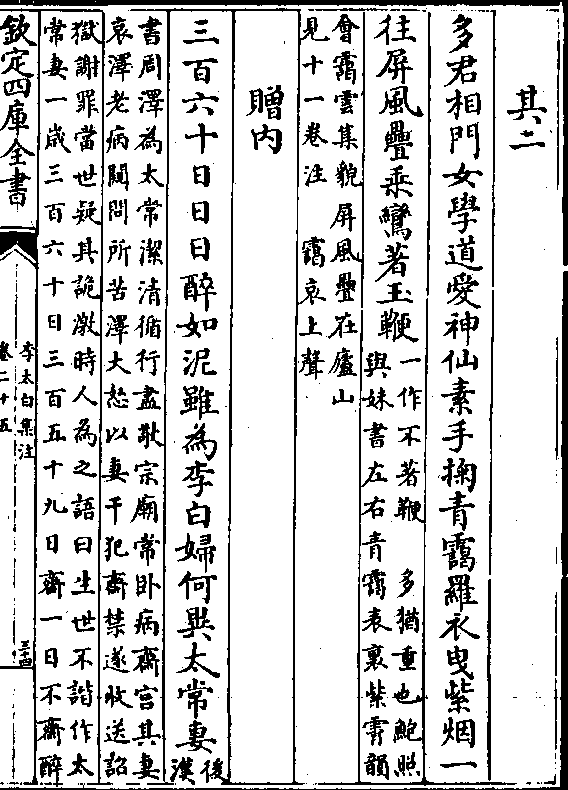 其二
多君相門女學道愛神仙素手掬青靄羅衣曳紫烟一
往屏風疊乗鸞著玉鞭
一作不著鞭　多猶重也鮑照
與妹書左右青靄表裏紫霄韻
會靄雲集貌屏風疊在廬山
見十一卷注　靄哀上聲
贈内
三百六十日日日醉如泥雖為李白婦何異太常妻
後
漢
書周澤為太常潔清循行盡敬宗廟常卧病齋宫其妻
哀澤老病闚問所苦澤大怒以妻干犯齋禁遂收送詔
獄謝罪當世疑其詭激時人為之語曰生世不諧作太
常妻一歳三百六十日三百五十九日齋一日不齋醉
欽定四庫全書
李太白集注
卷二十五
三十四